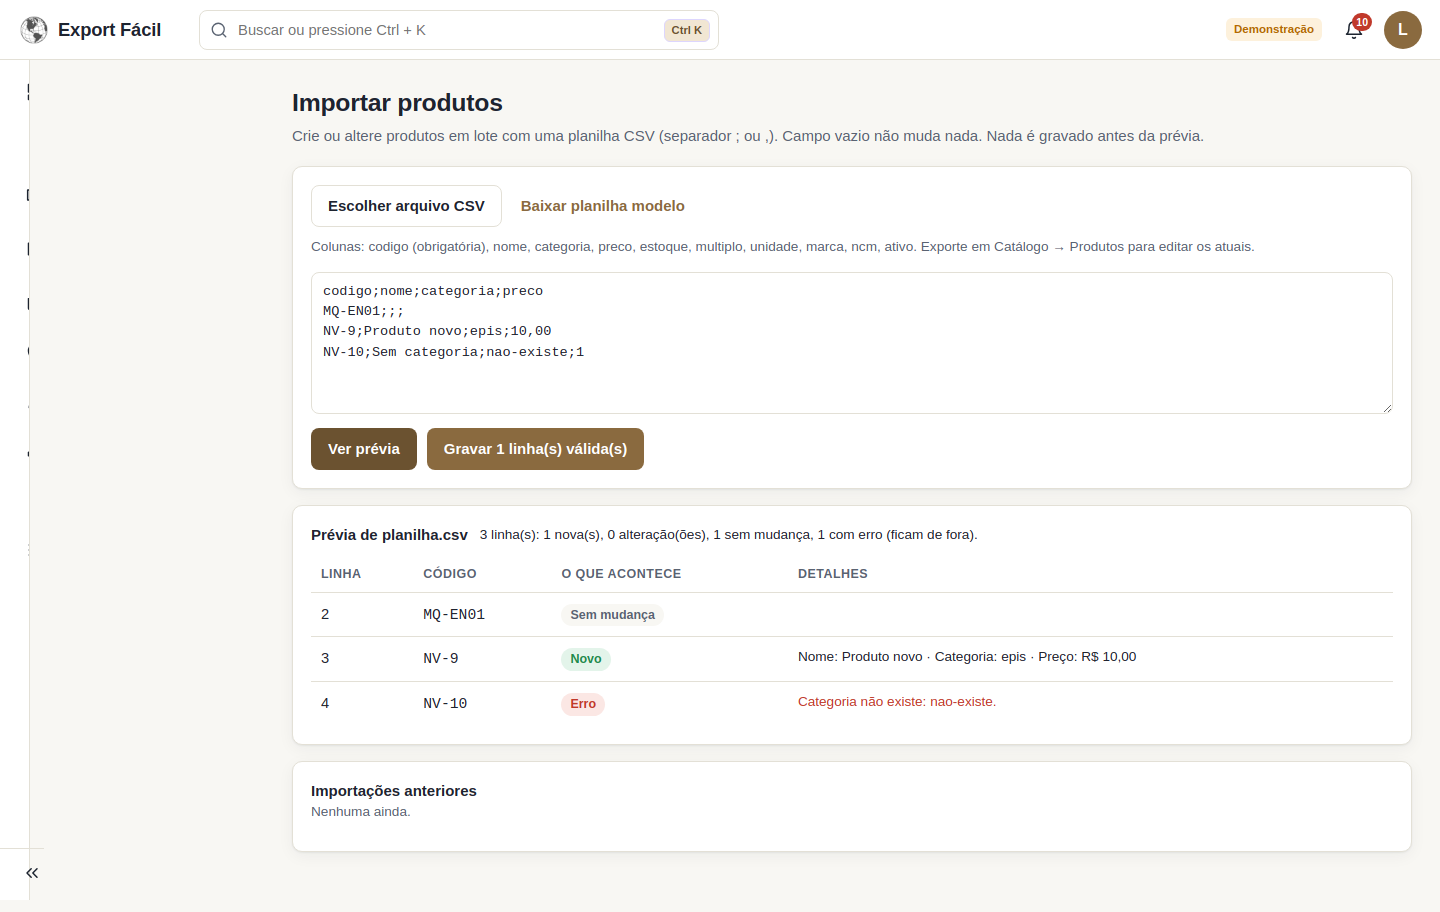 Export Fácil
Buscar ou pressione Ctrl + K
Ctrl K
Demonstração
10
L
Importar produtos
Crie ou altere produtos em lote com uma planilha CSV (separador ; ou ,). Campo vazio não muda nada. Nada é gravado antes da prévia.
Escolher arquivo CSV
Baixar planilha modelo
Colunas: codigo (obrigatória), nome, categoria, preco, estoque, multiplo, unidade, marca, ncm, ativo. Exporte em Catálogo → Produtos para editar os atuais.
codigo;nome;categoria;preco
MQ-EN01;;;
NV-9;Produto novo;epis;10,00
NV-10;Sem categoria;nao-existe;1
Ver prévia
Gravar 1 linha(s) válida(s)
Prévia de planilha.csv 3 linha(s): 1 nova(s), 0 alteração(ões), 1 sem mudança, 1 com erro (ficam de fora).
LINHA CÓDIGO O QUE ACONTECE DETALHES
2 MQ-EN01 Sem mudança
3 NV-9 Novo Nome: Produto novo · Categoria: epis · Preço: R$ 10,00
4 NV-10 Erro Categoria não existe: nao-existe.
Importações anteriores
Nenhuma ainda.